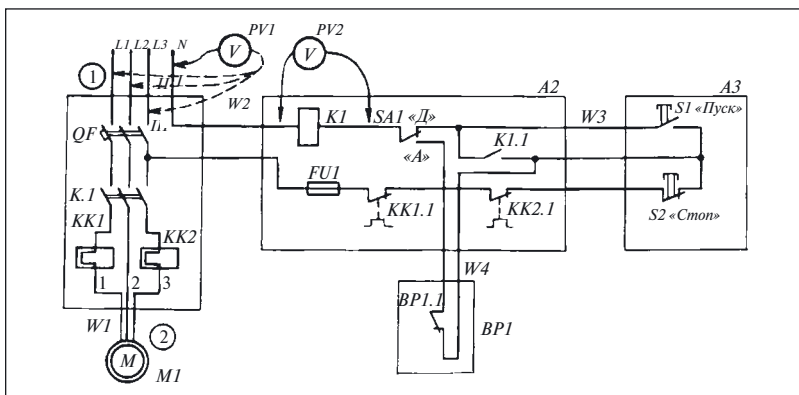 L1 L2 L3 N
PV1
V
PV2
V
1
W2
A2
A3
QF
K1
SA1 «Д»
«А»
W3
S1 «Пуск»
K1.1
K.1
FU1
KK1.1
KK2.1
S2 «Стоп»
KK1
KK2
1 2 3
W4
W1
2
BP1.1
BP1
M
M1